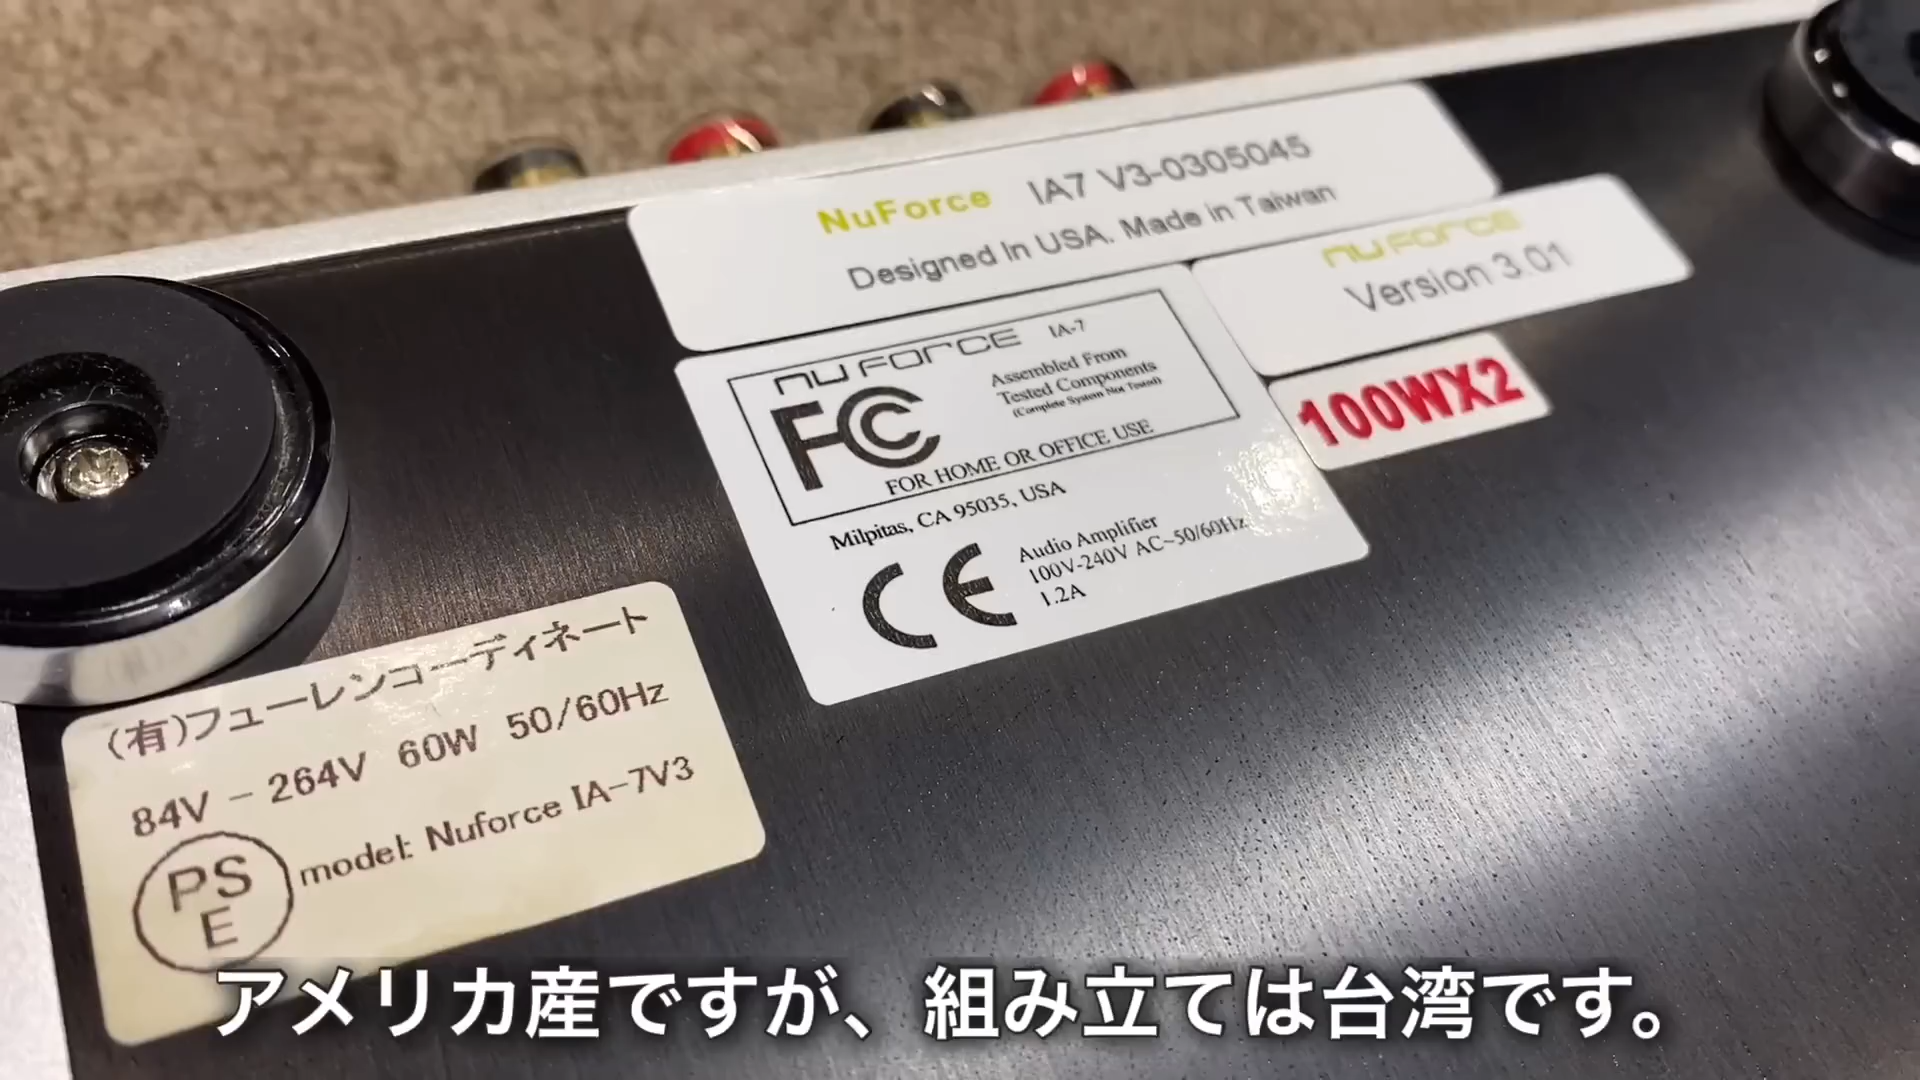 NuForce IA7 V3-0305045
Designed In USA. Made in Taiwan
NUFORCE
Version 3.01
NUFORCE IA-7
FC
Assembled From
Tested Components
(Complete System Not Tested)
FOR HOME OR OFFICE USE
100WX2
Milpitas, CA 95035, USA
CE
Audio Amplifier
100V-240V AC~50/60Hz
1.2A
(有)フューレンコーディネート
84V - 264V 60W 50/60Hz
PS
E
model: Nuforce IA-7V3
アメリカ産ですが、組み立ては台湾です。